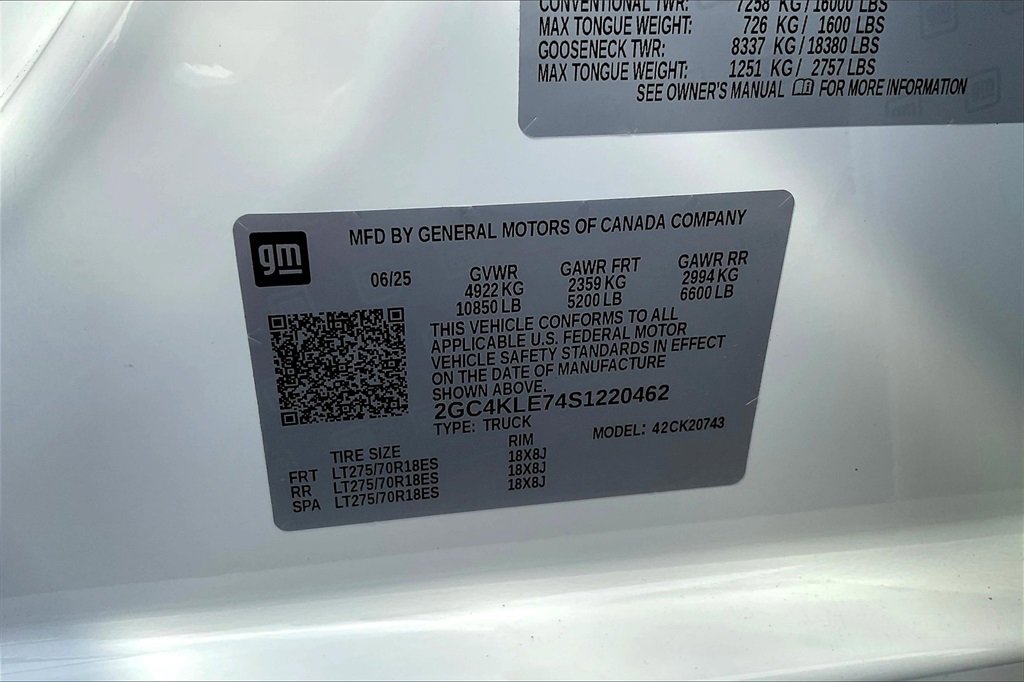 CONVENTIONAL TWR: 7258 KG/16000 LBS
MAX TONGUE WEIGHT: 726 KG/ 1600 LBS
GOOSENECK TWR: 8337 KG/18380 LBS
MAX TONGUE WEIGHT: 1251 KG/ 2757 LBS
SEE OWNER'S MANUAL FOR MORE INFORMATION
gm
MFD BY GENERAL MOTORS OF CANADA COMPANY
06/25 GVWR GAWR FRT GAWR RR
4922 KG 2359 KG 2994 KG
10850 LB 5200 LB 6600 LB
THIS VEHICLE CONFORMS TO ALL
APPLICABLE U.S. FEDERAL MOTOR
VEHICLE SAFETY STANDARDS IN EFFECT
ON THE DATE OF MANUFACTURE
SHOWN ABOVE.
2GC4KLE74S1220462
TYPE: TRUCK MODEL: 42CK20743
TIRE SIZE RIM
FRT LT275/70R18ES 18X8J
RR LT275/70R18ES 18X8J
SPA LT275/70R18ES 18X8J